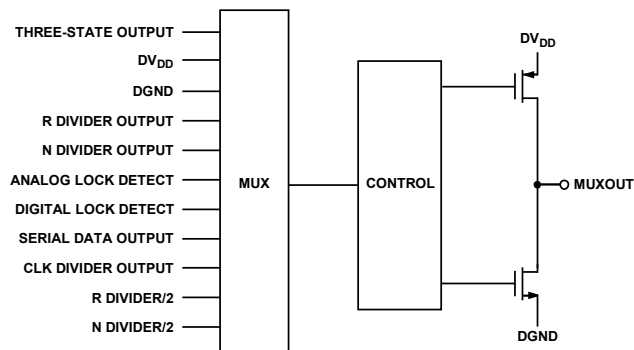 THREE-STATE OUTPUT
DVDD
DGND
R DIVIDER OUTPUT
N DIVIDER OUTPUT
ANALOG LOCK DETECT
DIGITAL LOCK DETECT
SERIAL DATA OUTPUT
CLK DIVIDER OUTPUT
R DIVIDER/2
N DIVIDER/2
MUX
CONTROL
DVDD
MUXOUT
DGND